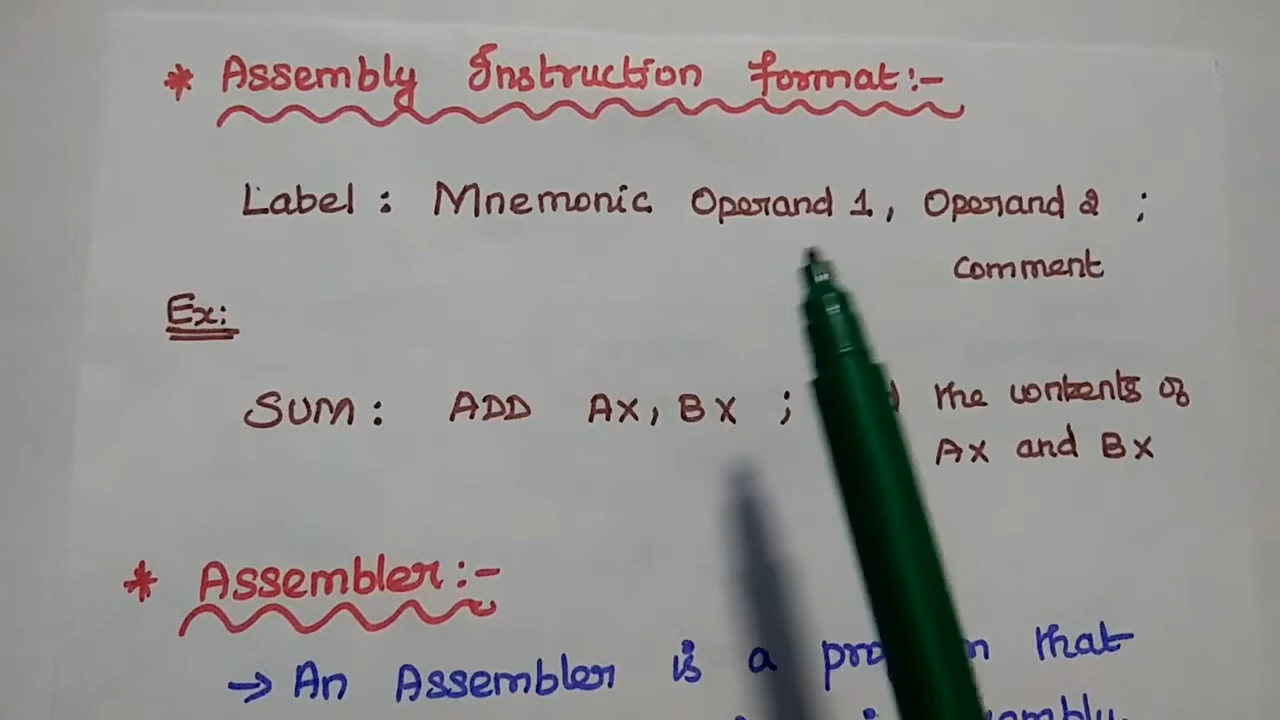 * Assembly Instruction format:-
Label : Mnemonic Operand 1, Operand 2 ;
comment
Ex:
SUM : ADD AX, BX ; the contents of
AX and BX
* Assembler:-
→ An Assembler is a that